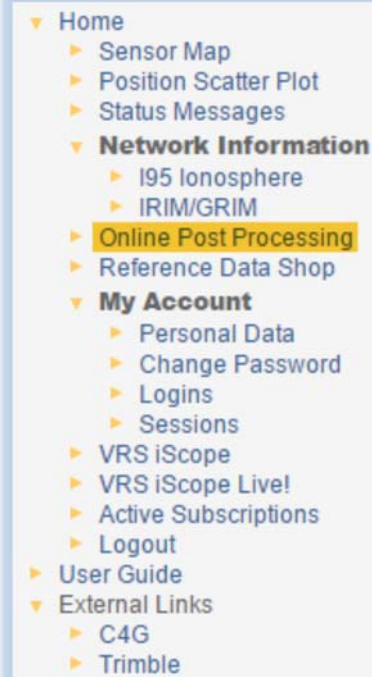 Home
Sensor Map
Position Scatter Plot
Status Messages
Network Information
I95 Ionosphere
IRIM/GRIM
Online Post Processing
Reference Data Shop
My Account
Personal Data
Change Password
Logins
Sessions
VRS iScope
VRS iScope Live!
Active Subscriptions
Logout
User Guide
External Links
C4G
Trimble